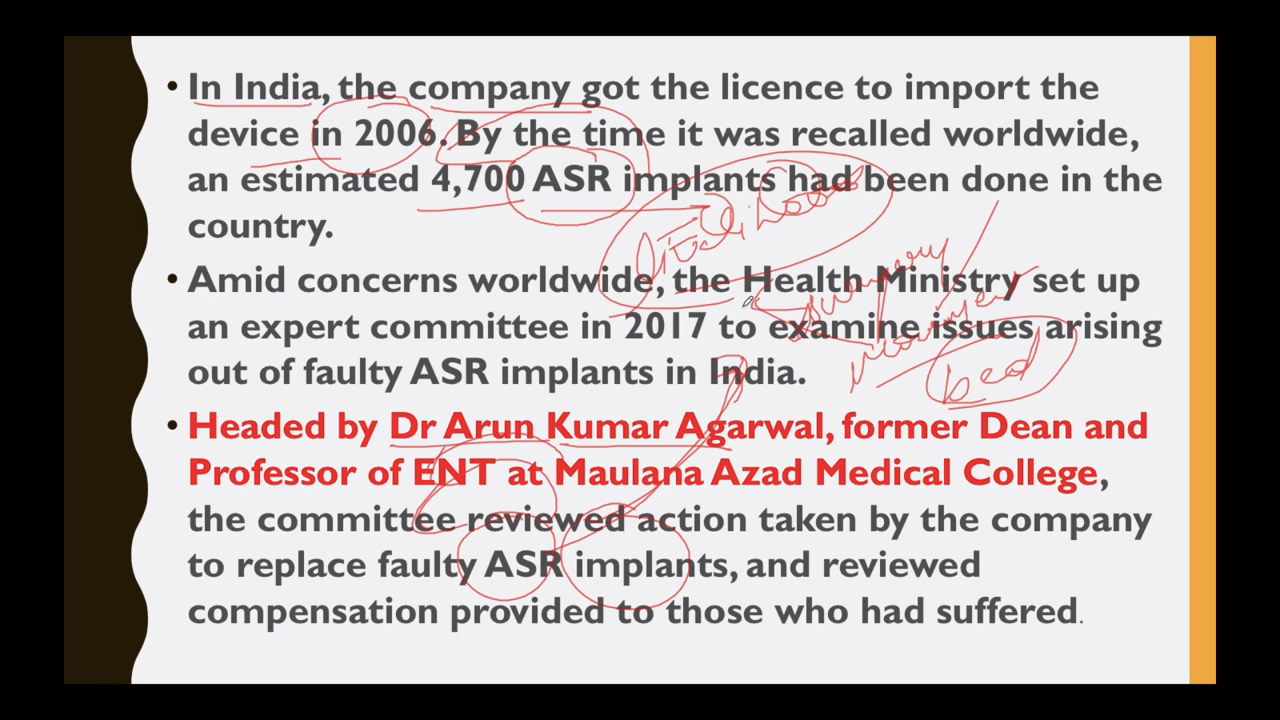 • In India, the company got the licence to import the
device in 2006. By the time it was recalled worldwide,
an estimated 4,700 ASR implants had been done in the
country.
• Amid concerns worldwide, the Health Ministry set up
an expert committee in 2017 to examine issues arising
out of faulty ASR implants in India.
bed
• Headed by Dr Arun Kumar Agarwal, former Dean and
Professor of ENT at Maulana Azad Medical College,
the committee reviewed action taken by the company
to replace faulty ASR implants, and reviewed
compensation provided to those who had suffered.